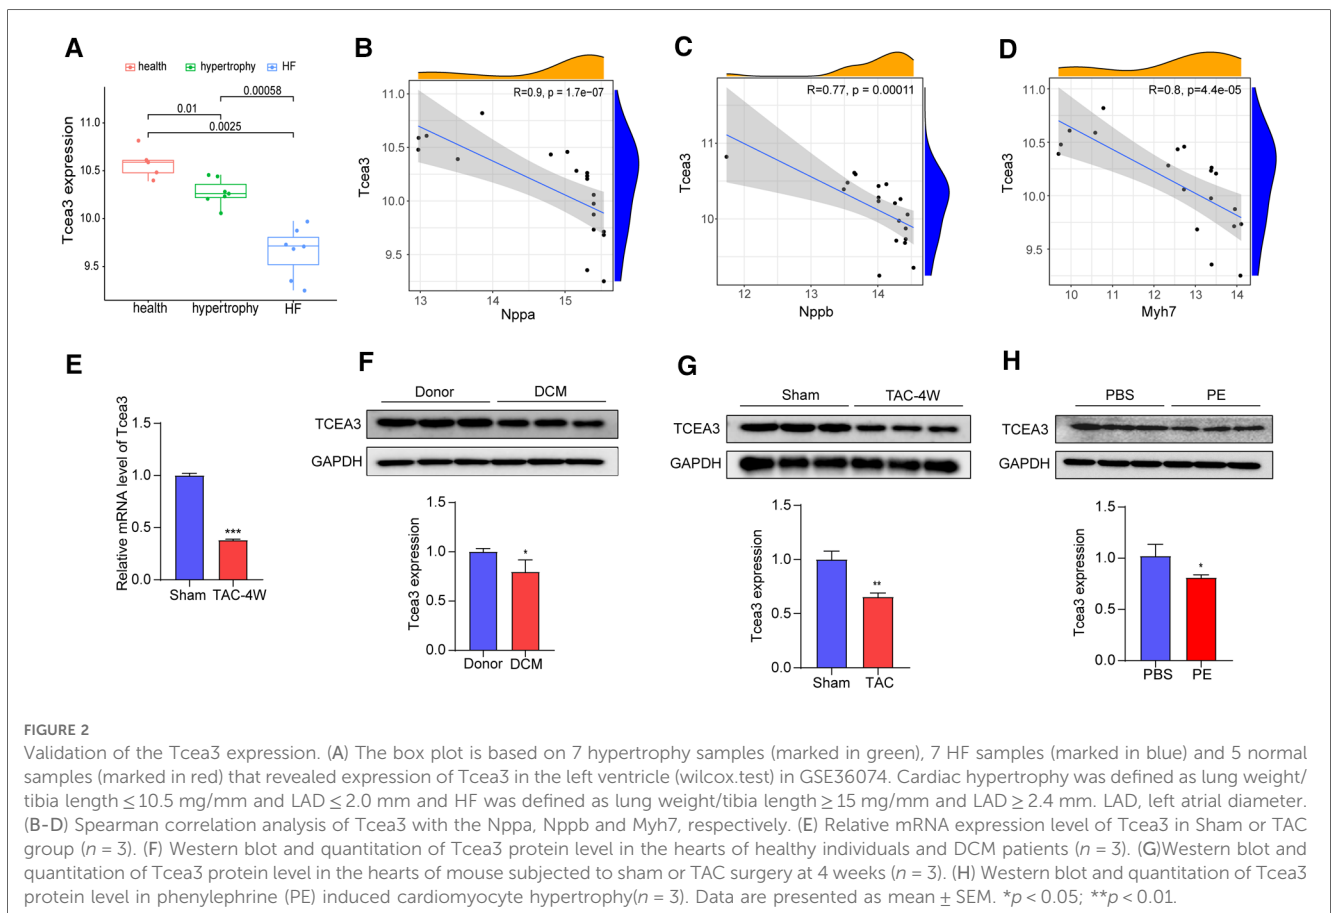 A
health hypertrophy HF
0.00058
0.01
0.0025
11.0
10.5
10.0
9.5
Tcea3 expression
health hypertrophy HF
B
R=0.9, p = 1.7e-07
11.0
10.5
10.0
9.5
Tcea3
13 14 15
Nppa
C
R=0.77, p = 0.00011
11
10
Tcea3
12 13 14
Nppb
D
R=0.8, p=4.4e-05
11.0
10.5
10.0
9.5
Tcea3
10 11 12 13 14
Myh7
E
Relative mRNA level of Tcea3
1.5
1.0
0.5
0.0
***
Sham TAC-4W
F
Donor DCM
TCEA3
GAPDH
Tcea3 expression
1.5
1.0
0.5
0.0
*
Donor DCM
G
Sham TAC-4W
TCEA3
GAPDH
Tcea3 expression
1.5
1.0
0.5
0.0
**
Sham TAC
H
PBS PE
TCEA3
GAPDH
Tcea3 expression
1.5
1.0
0.5
0.0
*
PBS PE
FIGURE 2
Validation of the Tcea3 expression. (A) The box plot is based on 7 hypertrophy samples (marked in green), 7 HF samples (marked in blue) and 5 normal
samples (marked in red) that revealed expression of Tcea3 in the left ventricle (wilcox.test) in GSE36074. Cardiac hypertrophy was defined as lung weight/
tibia length ≤ 10.5 mg/mm and LAD ≤ 2.0 mm and HF was defined as lung weight/tibia length ≥ 15 mg/mm and LAD ≥ 2.4 mm. LAD, left atrial diameter.
(B-D) Spearman correlation analysis of Tcea3 with the Nppa, Nppb and Myh7, respectively. (E) Relative mRNA expression level of Tcea3 in Sham or TAC
group (n = 3). (F) Western blot and quantitation of Tcea3 protein level in the hearts of healthy individuals and DCM patients (n = 3). (G)Western blot and
quantitation of Tcea3 protein level in the hearts of mouse subjected to sham or TAC surgery at 4 weeks (n = 3). (H) Western blot and quantitation of Tcea3
protein level in phenylephrine (PE) induced cardiomyocyte hypertrophy(n = 3). Data are presented as mean ± SEM. *p < 0.05; **p < 0.01.